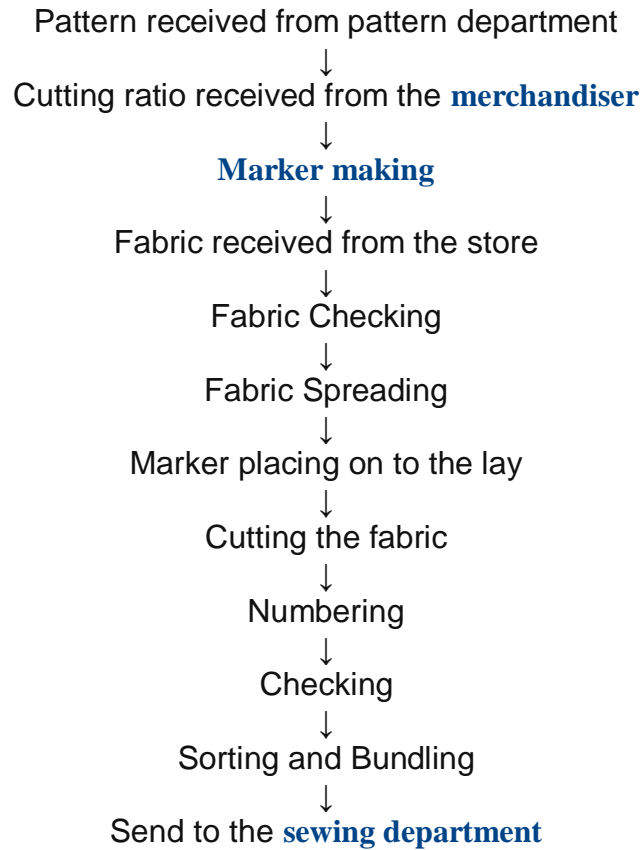 Pattern received from pattern department
↓
Cutting ratio received from the merchandiser
↓
Marker making
↓
Fabric received from the store
↓
Fabric Checking
↓
Fabric Spreading
↓
Marker placing on to the lay
↓
Cutting the fabric
↓
Numbering
↓
Checking
↓
Sorting and Bundling
↓
Send to the sewing department